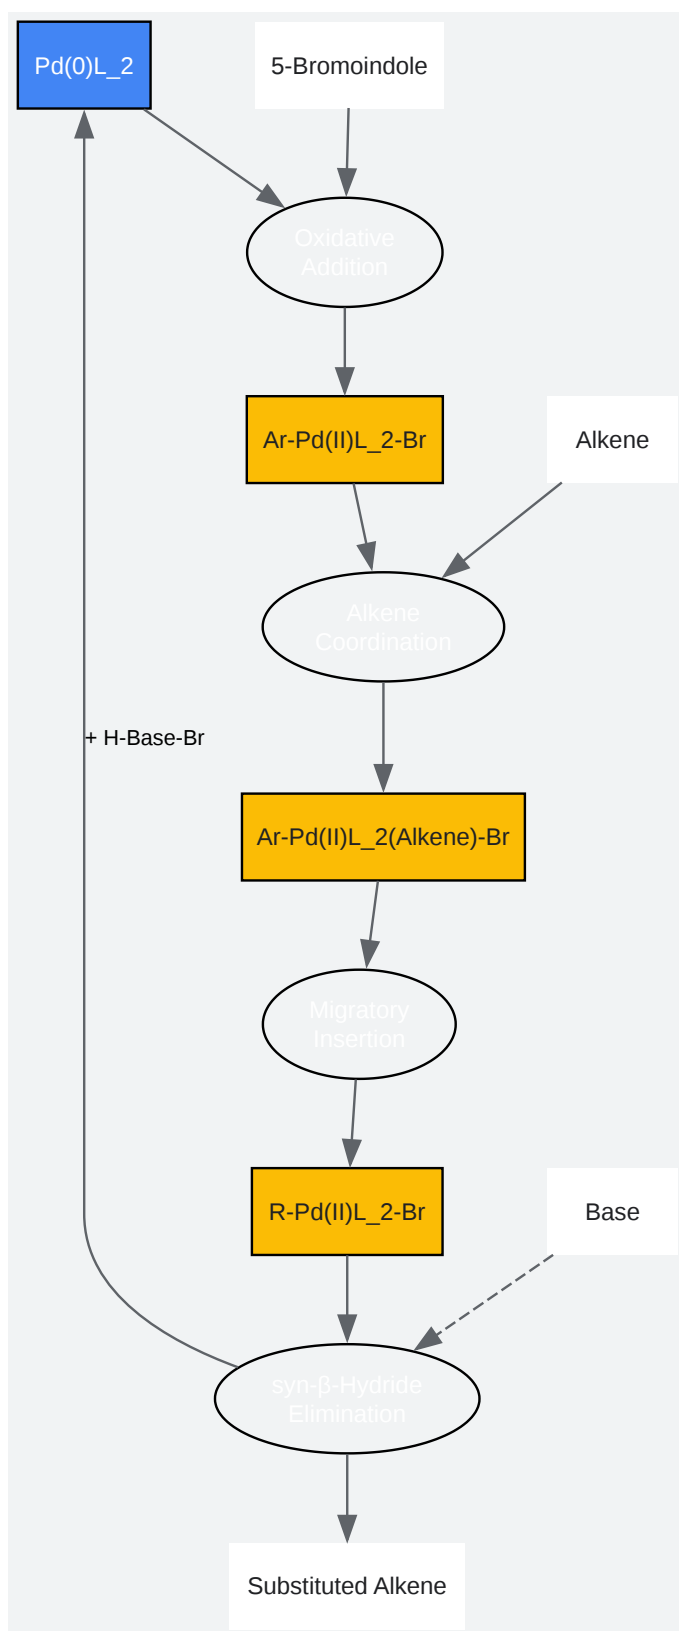 Pd(0)L_2
5-Bromoindole
Oxidative
Addition
Ar-Pd(II)L_2-Br
Alkene
Alkene
Coordination
+ H-Base-Br
Ar-Pd(II)L_2(Alkene)-Br
Migratory
Insertion
R-Pd(II)L_2-Br
Base
syn-β-Hydride
Elimination
Substituted Alkene